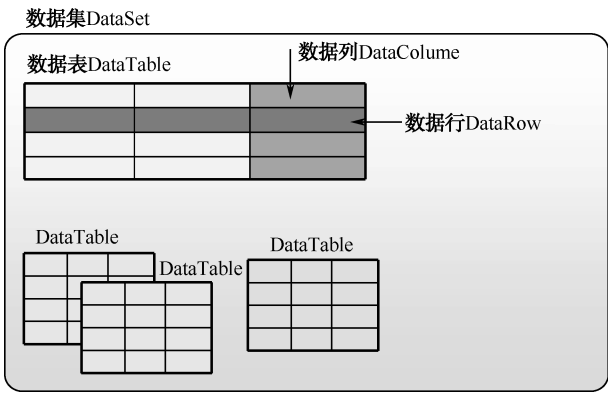 数据集DataSet
数据列DataColume
数据表DataTable
数据行DataRow
DataTable
DataTable
DataTable